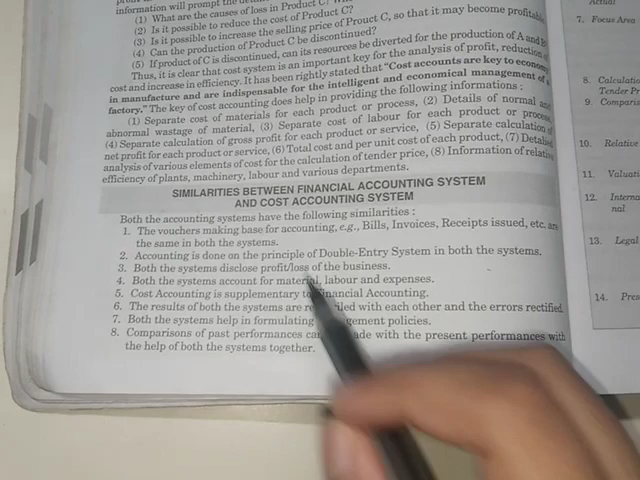 information will prompt the
(1) What are the causes of loss in Product C?
(2) Is it possible to reduce the cost of Product C?
(3) Is it possible to increase the selling price of Prouct C, so that it may become profitable
(4) Can the production of Product C be discontinued?
(5) If product of C is discontinued, can its resources be diverted for the production of A and B
Thus, it is clear that cost system is an important key for the analysis of profit, reduction of
cost and increase in efficiency. It has been rightly stated that "Cost accounts are key to economy
in manufacture and are indispensable for the intelligent and economical management of a
factory." The key of cost accounting does help in providing the following information :
(1) Separate cost of materials for each product or process, (2) Details of normal and
abnormal wastage of material, (3) Separate cost of labour for each product or process,
(4) Separate calculation of gross profit for each product or service, (5) Separate calculation of
net profit for each product or service, (6) Total cost and per unit cost of each product, (7) Detailed
analysis of various elements of cost for the calculation of tender price, (8) Information of relative
efficiency of plants, machinery, labour and various departments.
SIMILARITIES BETWEEN FINANCIAL ACCOUNTING SYSTEM
AND COST ACCOUNTING SYSTEM
Both the accounting systems have the following similarities :
1. The vouchers making base for accounting, e.g., Bills, Invoices, Receipts issued, etc. are
the same in both the systems.
2. Accounting is done on the principle of Double-Entry System in both the systems.
3. Both the systems disclose profit/loss of the business.
4. Both the systems account for material, labour and expenses.
5. Cost Accounting is supplementary to Financial Accounting.
6. The results of both the systems are with each other and the errors rectified.
7. Both the systems help in formulating policies.
8. Comparisons of past performances made with the present performances with
the help of both the systems together.
Actual
7. Focus Area
8.
Tender Pr
9.
10. Relative
11.
12.
nal
13. Legal
14.